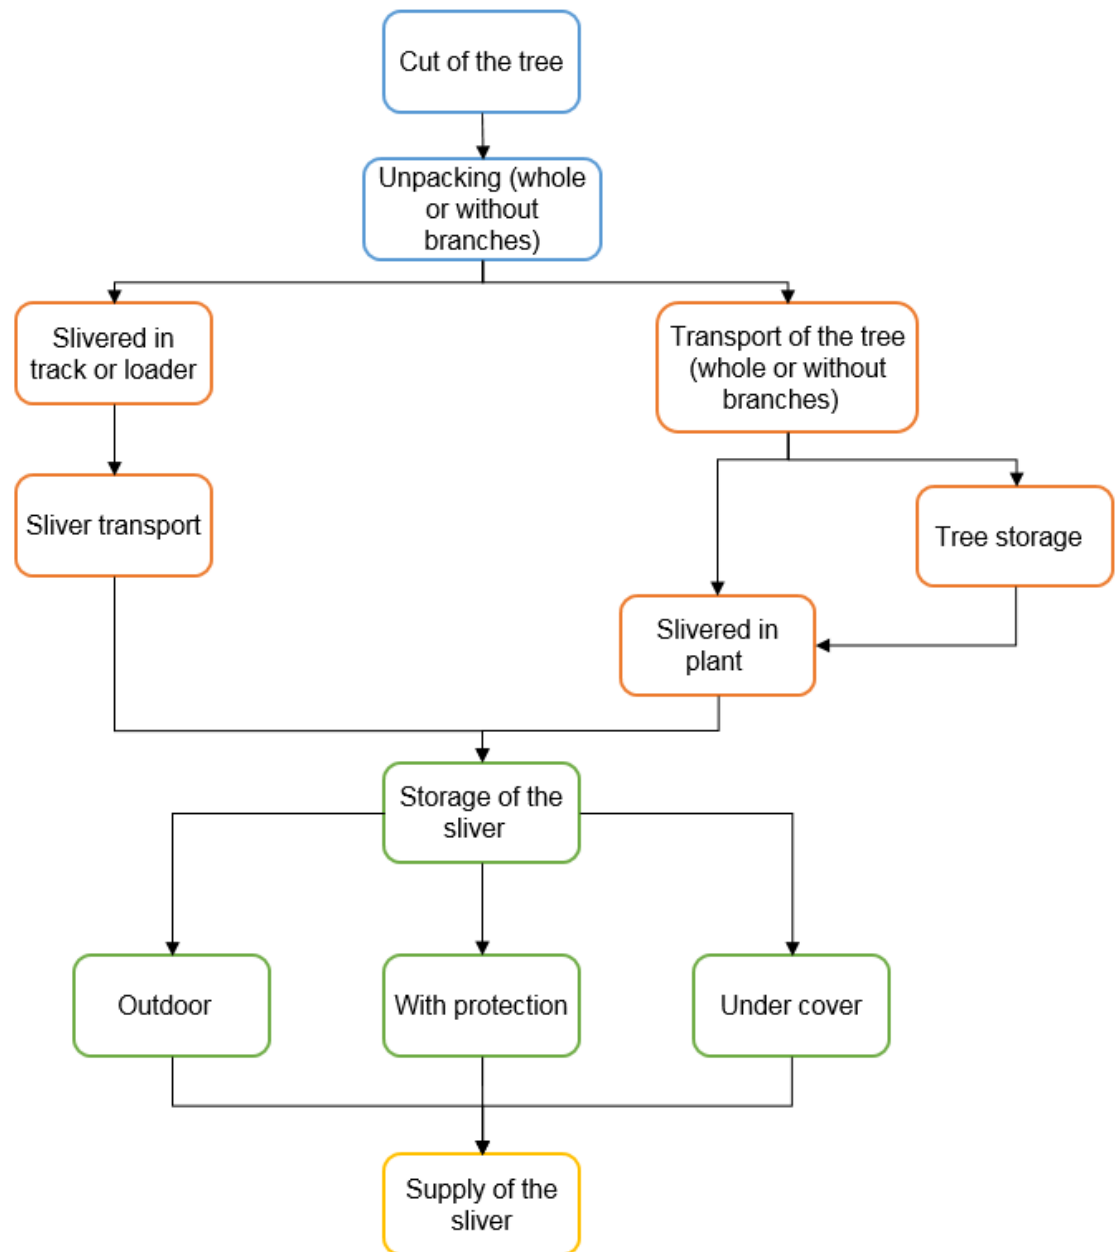 Cut of the tree
Unpacking (whole
or without
branches)
Slivered in
track or loader
Transport of the tree
(whole or without
branches)
Sliver transport
Tree storage
Slivered in
plant
Storage of the
sliver
Outdoor
With protection
Under cover
Supply of the
sliver